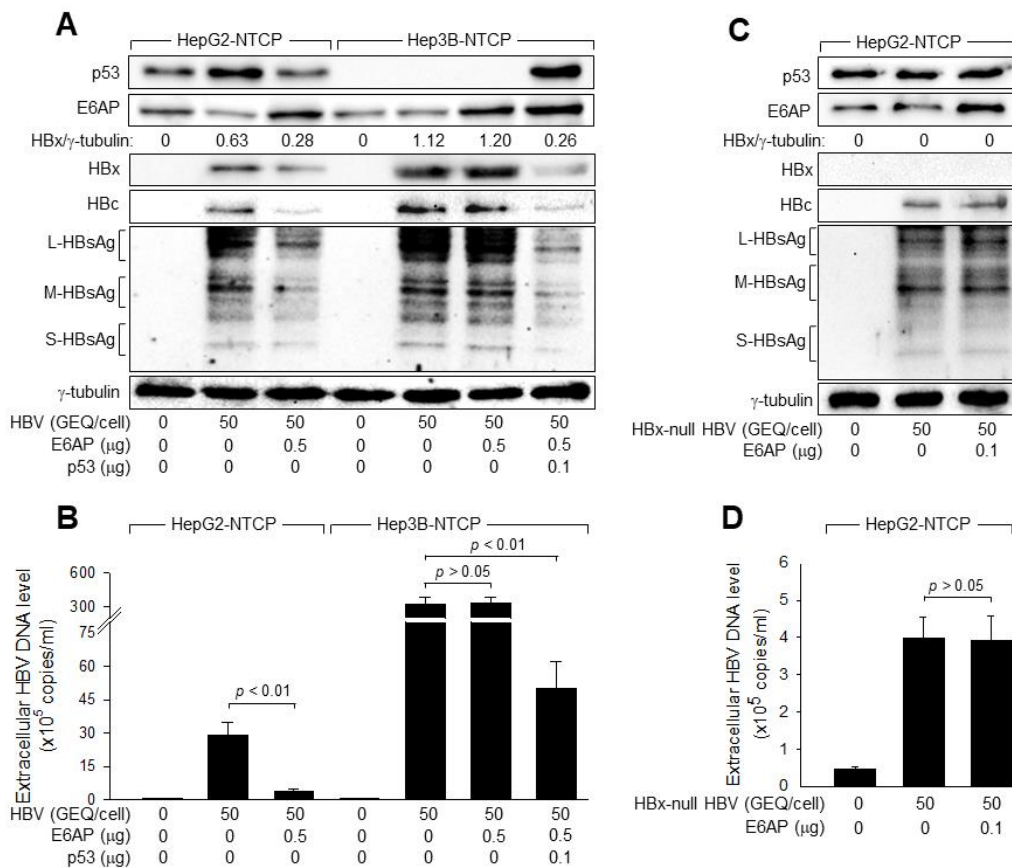 A
HepG2-NTCP Hep3B-NTCP
p53
E6AP
HBx/γ-tubulin: 0 0.63 0.28 0 1.12 1.20 0.26
HBx
HBc
L-HBsAg
M-HBsAg
S-HBsAg
γ-tubulin
HBV (GEQ/cell) 0 50 50 0 50 50 50
E6AP (μg) 0 0 0.5 0 0 0.5 0.5
p53 (μg) 0 0 0 0 0 0 0.1
C
HepG2-NTCP
p53
E6AP
HBx/γ-tubulin: 0 0 0
HBx
HBc
L-HBsAg
M-HBsAg
S-HBsAg
γ-tubulin
HBx-null HBV (GEQ/cell) 0 50 50
E6AP (μg) 0 0 0.1
B
HepG2-NTCP Hep3B-NTCP
Extracellular HBV DNA level
(x10⁵ copies/ml)
600
300
75
60
45
30
15
0
p < 0.01
p > 0.05
p < 0.01
HBV (GEQ/cell) 0 50 50 0 50 50 50
E6AP (μg) 0 0 0.5 0 0 0.5 0.5
p53 (μg) 0 0 0 0 0 0 0.1
D
HepG2-NTCP
Extracellular HBV DNA level
(x10⁵ copies/ml)
6
5
4
3
2
1
0
p > 0.05
HBx-null HBV (GEQ/cell) 0 50 50
E6AP (μg) 0 0 0.1